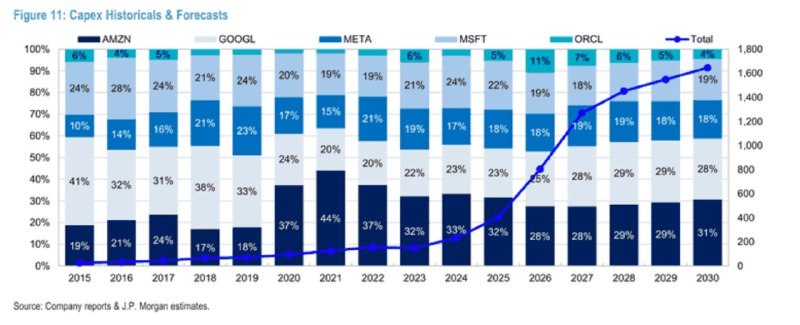 Figure 11: Capex Historicals & Forecasts
AMZN GOOGL META MSFT ORCL Total
100% 1,800
90% 1,600
80% 1,400
70% 1,200
60% 1,000
50% 800
40% 600
30% 400
20% 200
10% 0
0%
6% 4% 5% 6% 5% 11% 7% 6% 5% 4%
24% 28% 24% 21% 24% 20% 19% 19% 21% 24% 22% 19% 18% 19%
10% 14% 16% 21% 23% 17% 15% 21% 19% 17% 18% 18% 19% 19% 18% 18%
41% 32% 31% 38% 33% 24% 20% 20% 22% 23% 23% 25% 28% 29% 29% 28%
19% 21% 24% 17% 18% 37% 44% 37% 32% 33% 32% 28% 28% 29% 29% 31%
2015 2016 2017 2018 2019 2020 2021 2022 2023 2024 2025 2026 2027 2028 2029 2030
Source: Company reports & J.P. Morgan estimates.